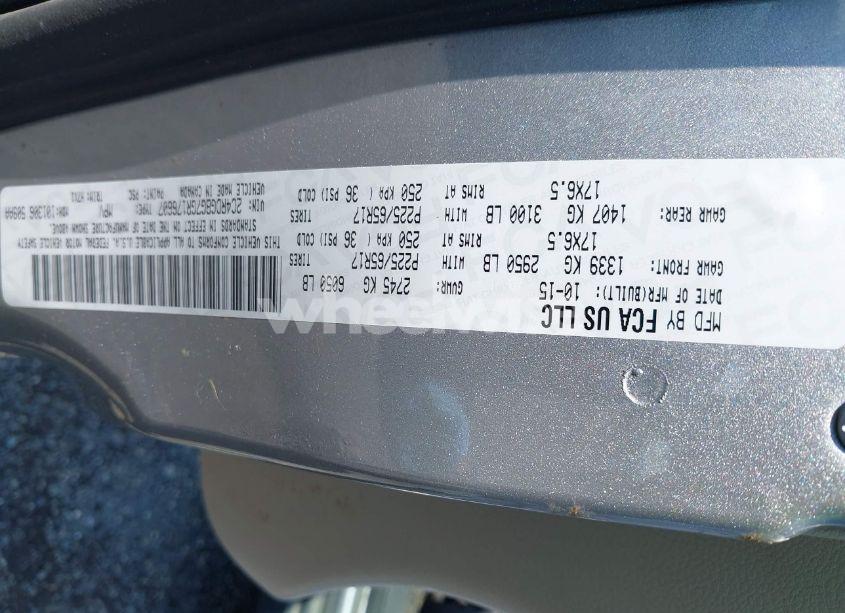 MFD BY FCA US LLC
DATE OF MFR(BUILT): 10-15
GVWR: 2745 KG 6050 LB
GAWR FRONT: 1339 KG 2950 LB WITH TIRES P225/65R17
17X6.5 RIMS AT 250 KPA ( 36 PSI) COLD
GAWR REAR: 1407 KG 3100 LB WITH TIRES P225/65R17
17X6.5 RIMS AT 250 KPA ( 36 PSI) COLD
THIS VEHICLE CONFORMS TO ALL APPLICABLE U.S.A. FEDERAL MOTOR VEHICLE SAFETY
STANDARDS IN EFFECT ON THE DATE OF MANUFACTURE SHOWN ABOVE.
VIN: TYPE: MPV MDH: 101306 909AA
VEHICLE MADE IN CANADA PAINT: PSC TRIM: